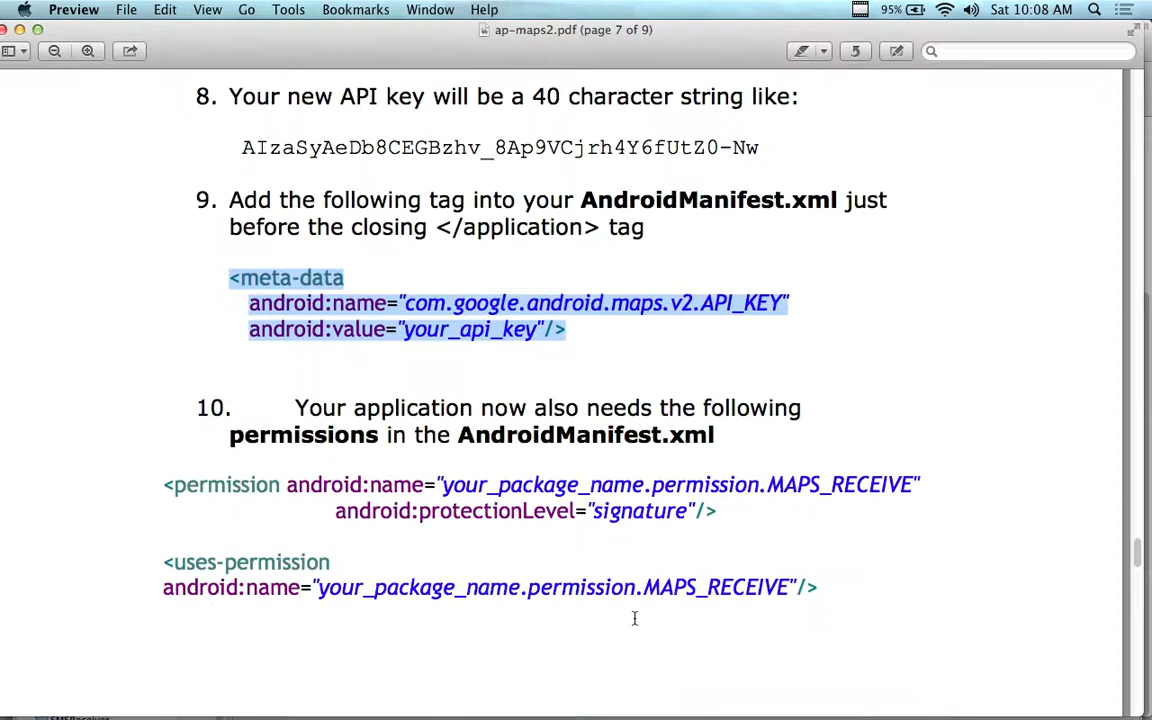 Preview File Edit View Go Tools Bookmarks Window Help 95% Sat 10:08 AM
ap-maps2.pdf (page 7 of 9)
8. Your new API key will be a 40 character string like:
AIzaSyAeDb8CEGBzhv_8Ap9VCjrh4Y6fUtZ0-Nw
9. Add the following tag into your AndroidManifest.xml just
before the closing </application> tag
<meta-data
android:name="com.google.android.maps.v2.API_KEY"
android:value="your_api_key"/>
10. Your application now also needs the following
permissions in the AndroidManifest.xml
<permission android:name="your_package_name.permission.MAPS_RECEIVE"
android:protectionLevel="signature"/>
<uses-permission
android:name="your_package_name.permission.MAPS_RECEIVE"/>
SMSReceiver